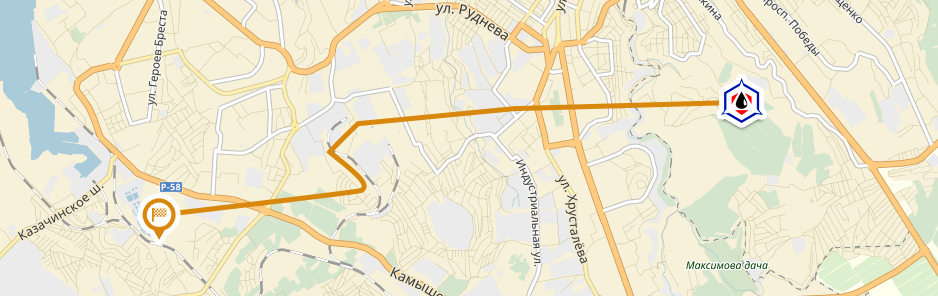 ул. Руднева
ул. Героев Бреста
просп. Победы
Р-58
Казачинское ш.
Индустриальная ул
ул. Хрусталёва
Максимова дача